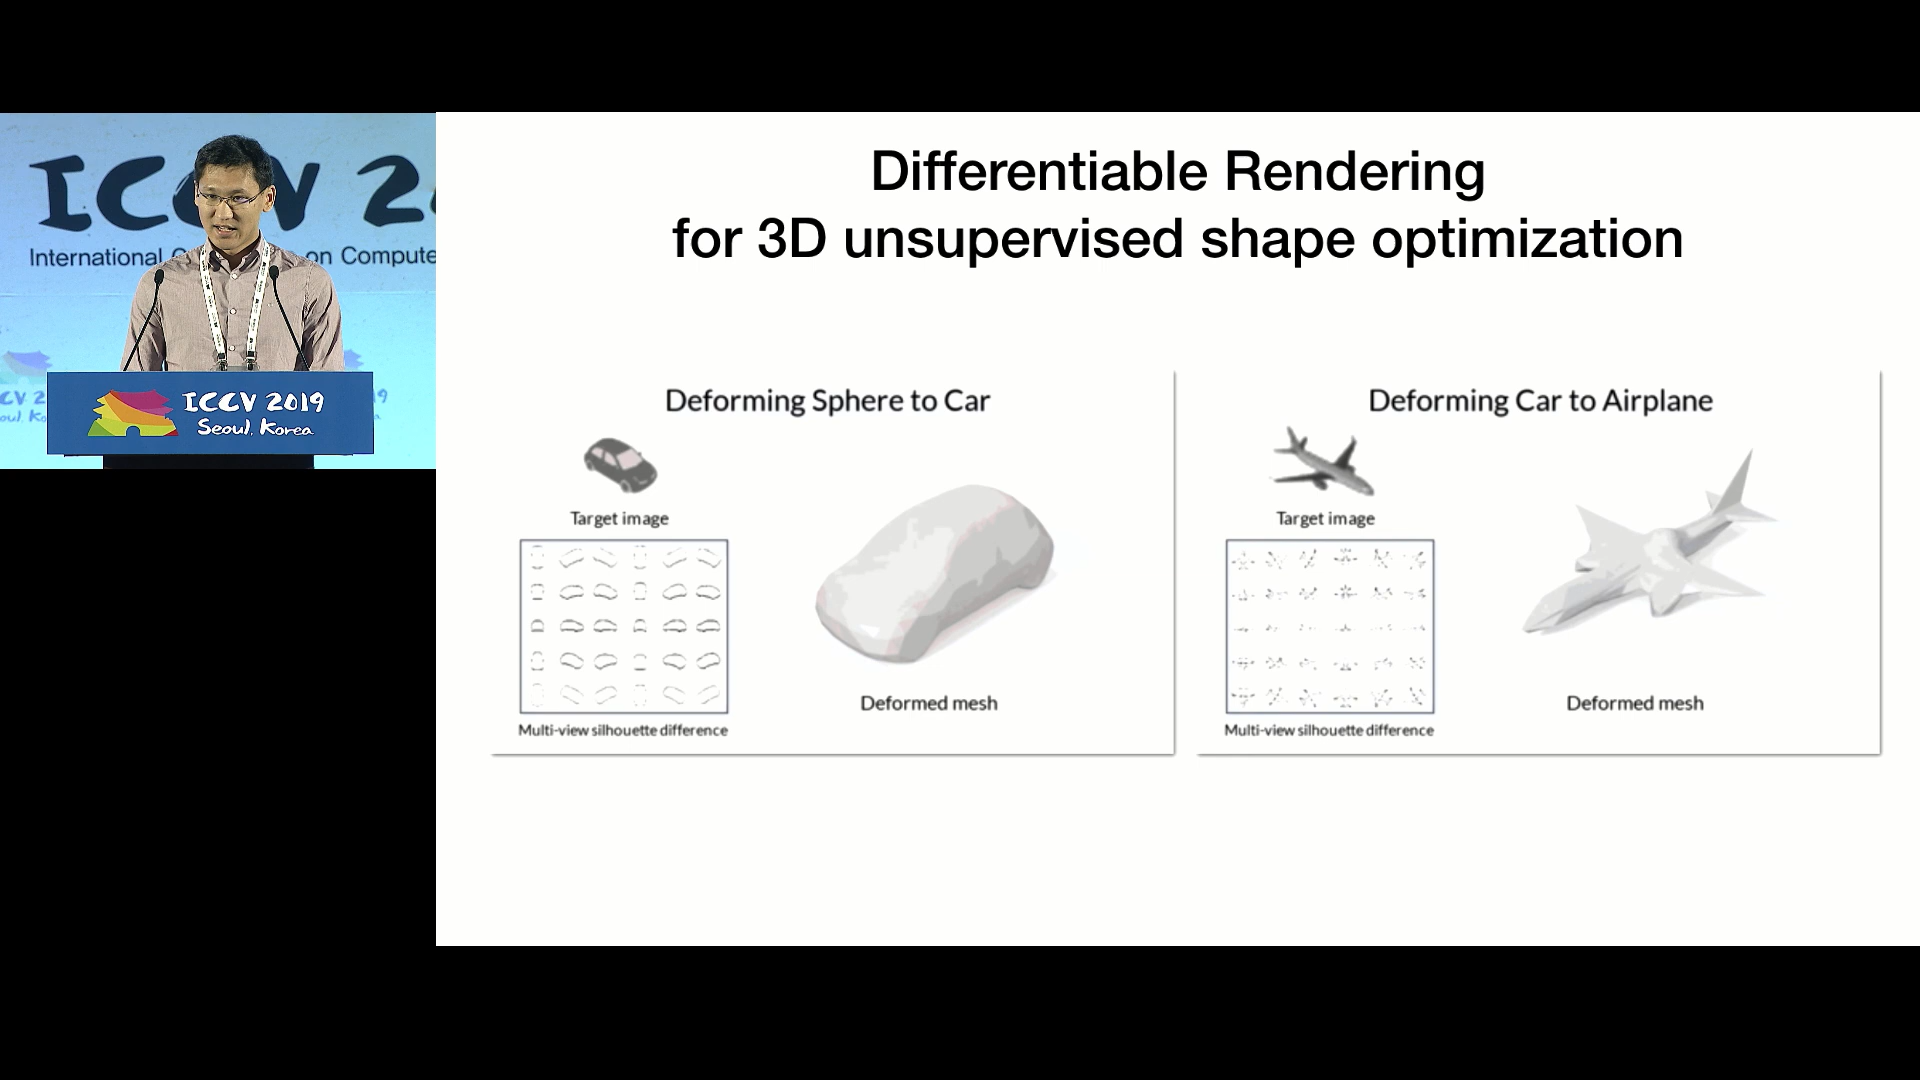 ICCV 2
International C on Compute
ICCV 2019
Seoul, Korea
Differentiable Rendering
for 3D unsupervised shape optimization
Deforming Sphere to Car
Target image
Multi-view silhouette difference
Deformed mesh
Deforming Car to Airplane
Target image
Multi-view silhouette difference
Deformed mesh